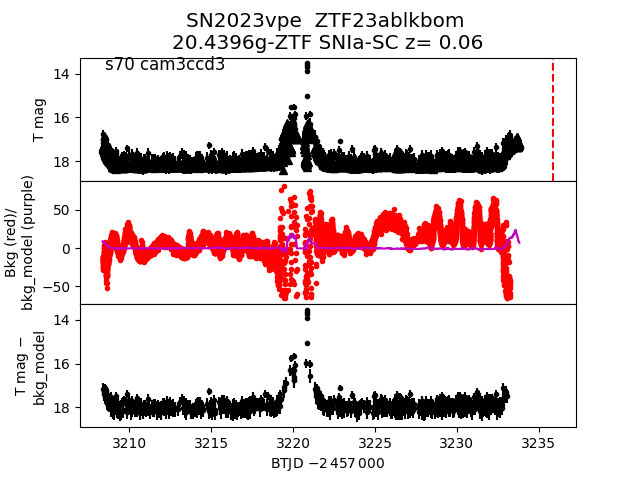 SN2023vpe  ZTF23ablkbom
20.4396g-ZTF SNIa-SC z= 0.06
s70 cam3ccd3
T mag
14
16
18
Bkg (red)/
bkg_model (purple)
50
0
−50
T mag −
bkg_model
14
16
18
3210 3215 3220 3225 3230 3235
BTJD −2 457 000